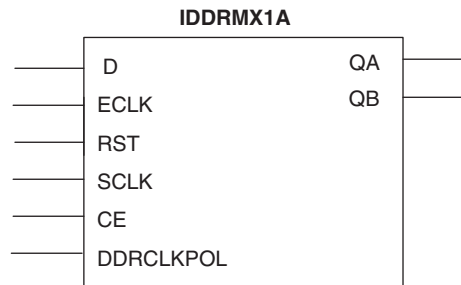 IDDRMX1A
D
QA
ECLK
QB
RST
SCLK
CE
DDRCLKPOL